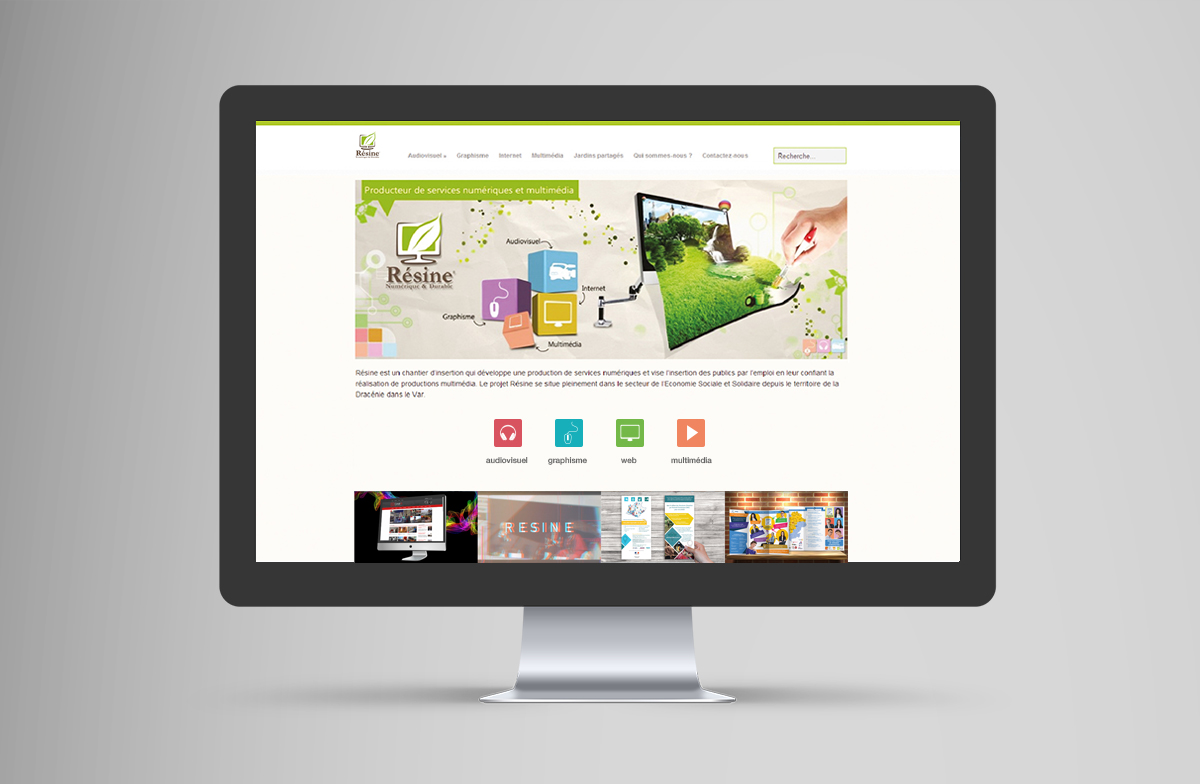 Résine
Audiovisuel Graphisme Internet Multimédia Jardins partagés Qui sommes-nous ? Contactez-nous
Recherche...
Producteur de services numériques et multimédia
Résine
Numérique & Durable
Audiovisuel
Internet
Graphisme
Multimédia
Résine est un chantier d'insertion qui développe une production de services numériques et vise l'insertion des publics par l'emploi en leur confiant la
réalisation de productions multimédia. Le projet Résine se situe pleinement dans le secteur de l'Economie Sociale et Solidaire depuis le territoire de la
Dracénie dans le Var.
audiovisuel graphisme web multimédia
RESINE